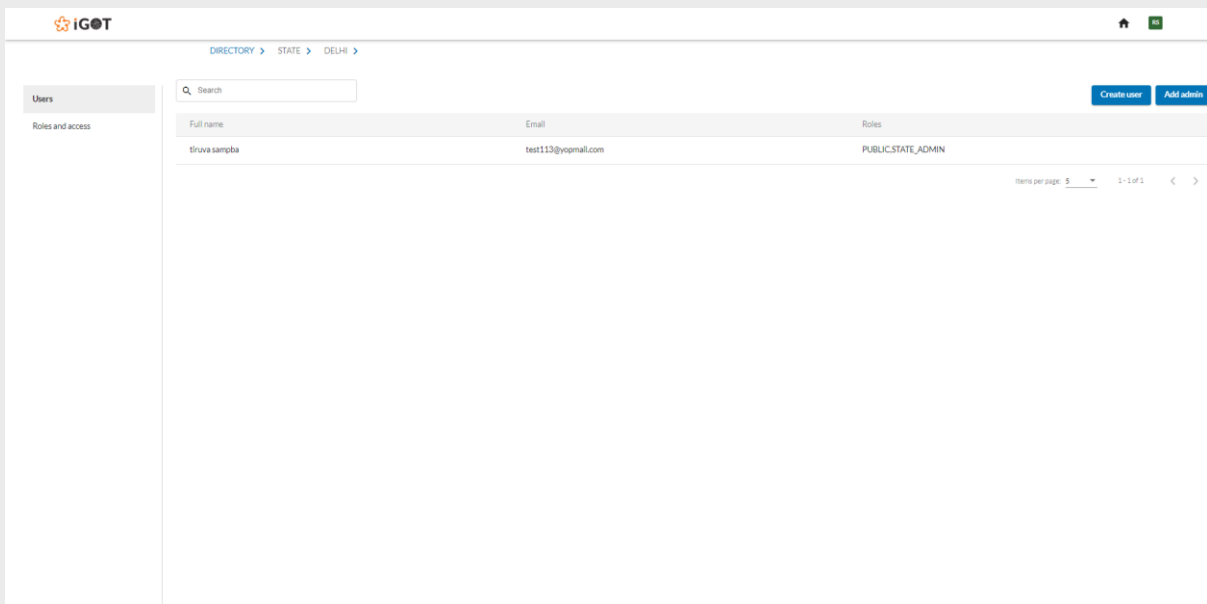 iGOT
RS
DIRECTORY > STATE > DELHI >
Users
Roles and access
Search
Create user
Add admin
Full name Email Roles
tiruva sampba test113@yopmail.com PUBLIC,STATE_ADMIN
Items per page: 5 1 - 1 of 1